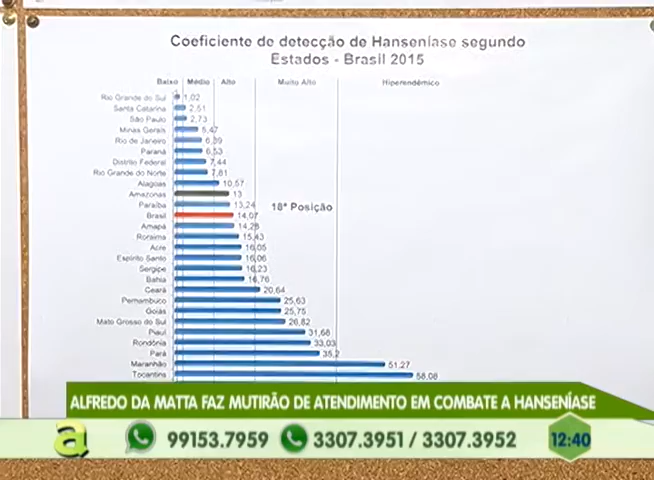 Coeficiente de detecção de Hanseníase segundo
Estados - Brasil 2015
Baixo Médio Alto Muito Alto Hiperendêmico
Rio Grande do Sul 1,02
Santa Catarina 2,51
São Paulo 2,73
Minas Gerais 5,47
Rio de Janeiro 6,39
Paraná 6,53
Distrito Federal 7,44
Rio Grande do Norte 7,81
Alagoas 10,57
Amazonas 13
Paraíba 13,24
18ª Posição
Brasil 14,07
Amapá 14,28
Roraima 15,43
Acre 16,05
Espírito Santo 16,06
Sergipe 16,23
Bahia 16,76
Ceará 20,64
Pernambuco 25,63
Goiás 25,75
Mato Grosso do Sul 26,82
Piauí 31,68
Rondônia 33,03
Pará 35,2
Maranhão 51,27
Tocantins 58,08
ALFREDO DA MATTA FAZ MUTIRÃO DE ATENDIMENTO EM COMBATE A HANSENÍASE
a 99153.7959 3307.3951 / 3307.3952 12:40